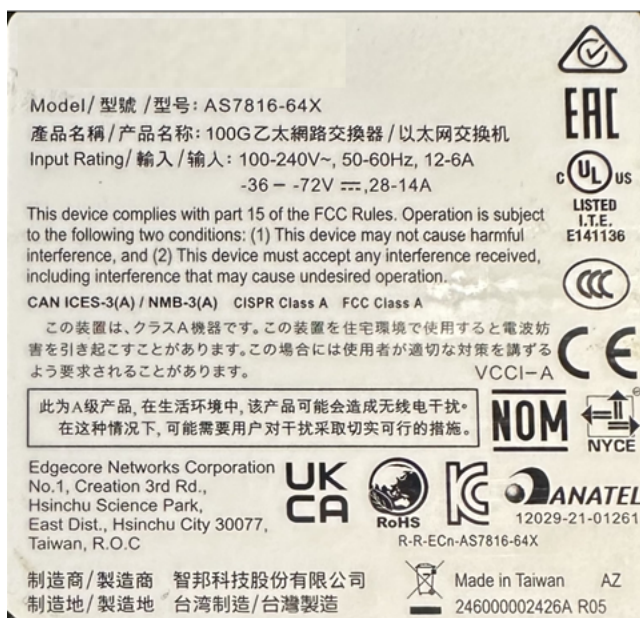 Model/型號/型号: AS7816-64X
產品名稱/产品名称: 100G乙太網路交換器/以太网交换机
Input Rating/輸入/输入: 100-240V~, 50-60Hz, 12-6A
-36 – -72V ⎓,28-14A
This device complies with part 15 of the FCC Rules. Operation is subject
to the following two conditions: (1) This device may not cause harmful
interference, and (2) This device must accept any interference received,
including interference that may cause undesired operation.
CAN ICES-3(A) / NMB-3(A) CISPR Class A FCC Class A
この装置は、クラスA機器です。この装置を住宅環境で使用すると電波妨
害を引き起こすことがあります。この場合には使用者が適切な対策を講ずる
よう要求されることがあります。
VCCI-A
此为A级产品, 在生活环境中, 该产品可能会造成无线电干扰。
在这种情况下, 可能需要用户对干扰采取切实可行的措施。
Edgecore Networks Corporation
No.1, Creation 3rd Rd.,
Hsinchu Science Park,
East Dist., Hsinchu City 30077,
Taiwan, R.O.C
制造商/製造商 智邦科技股份有限公司
制造地/製造地 台湾制造/台灣製造
EAC
C UL US
LISTED
I.T.E.
E141136
CCC
CE
NOM
NYCE
UK
CA
RoHS
KC
ANATEL
12029-21-01261
R-R-ECn-AS7816-64X
Made in Taiwan AZ
246000002426A R05